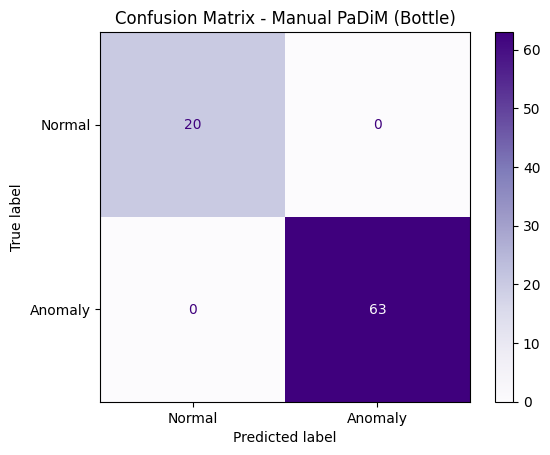 Confusion Matrix - Manual PaDiM (Bottle)
True label
Normal
20
0
Anomaly
0
63
Normal
Anomaly
Predicted label
60
50
40
30
20
10
0